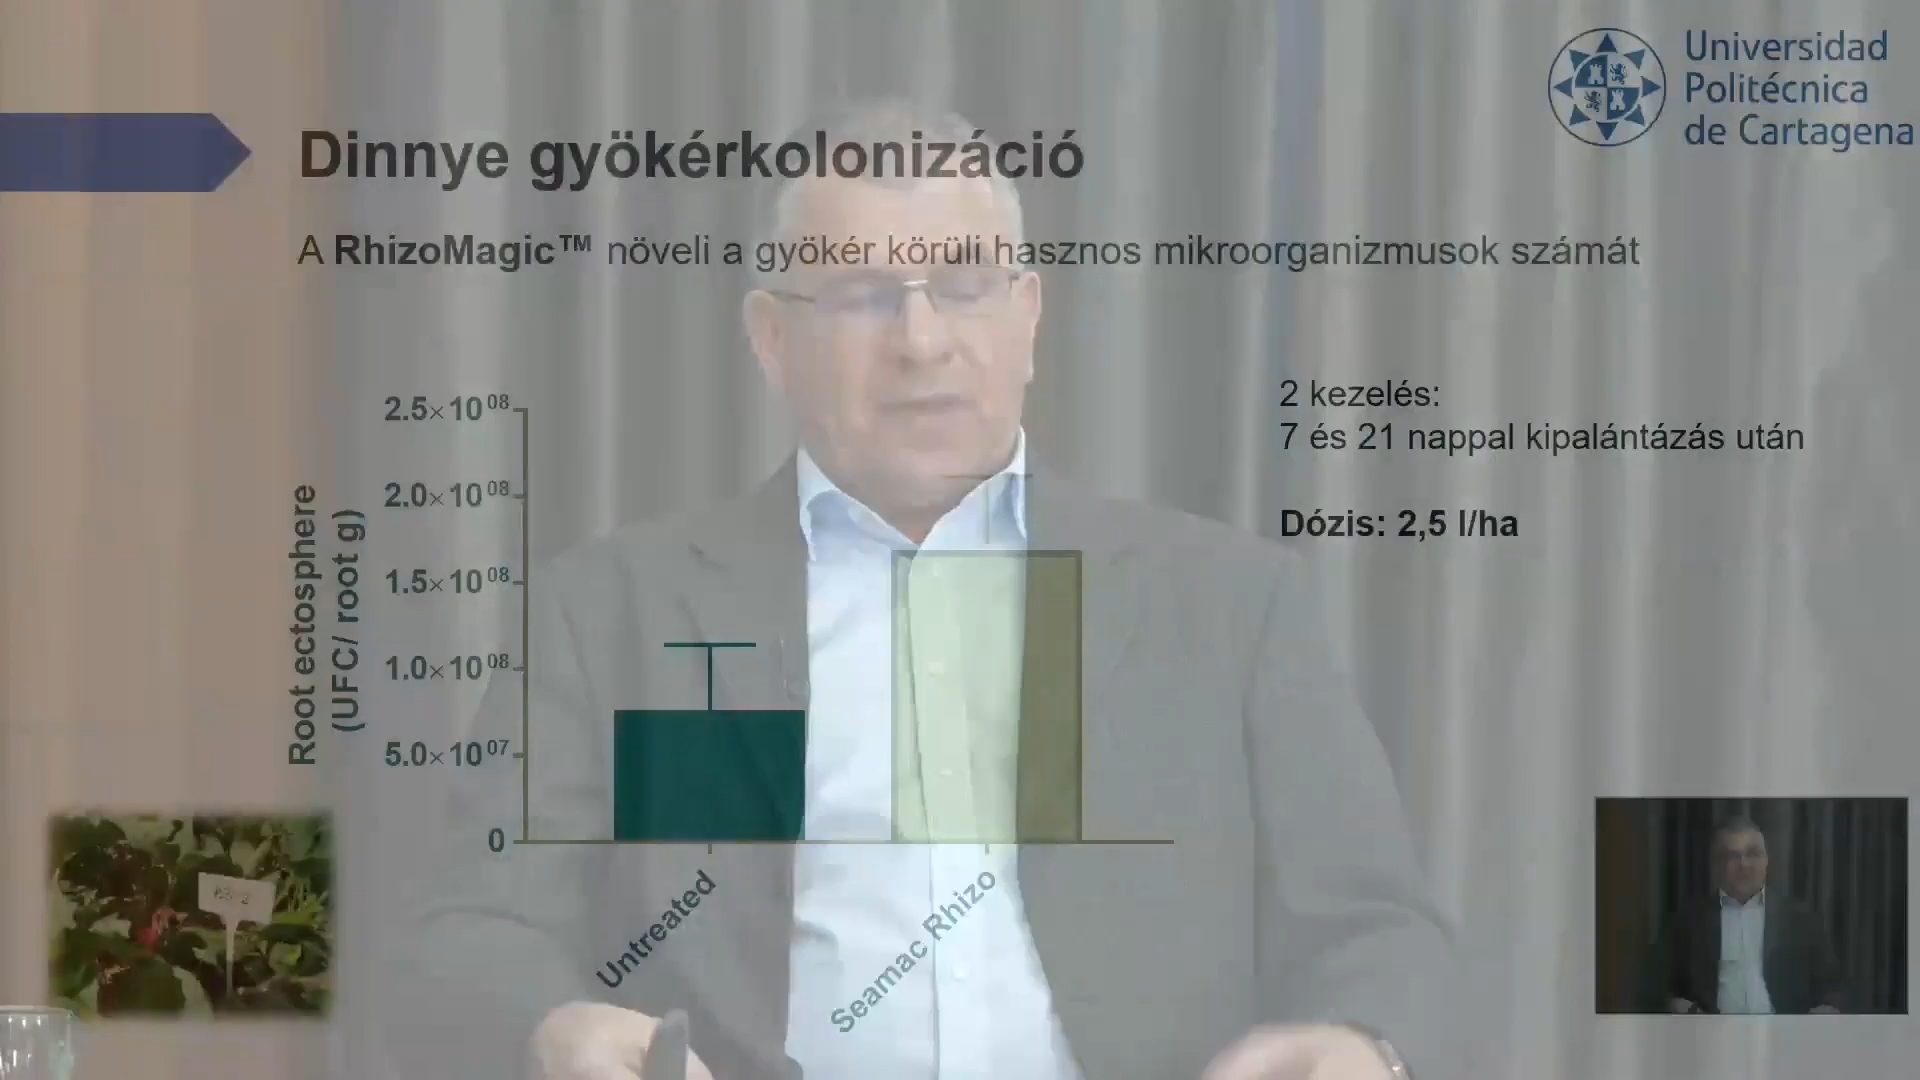 Universidad
Politécnica
de Cartagena
Dinnye gyökérkolonizáció
A RhizoMagic™ növeli a gyökér körüli hasznos mikroorganizmusok számát
2 kezelés:
7 és 21 nappal kipalántázás után
Dózis: 2,5 l/ha
Root ectosphere
(UFC/ root g)
2.5×10⁰⁸
2.0×10⁰⁸
1.5×10⁰⁸
1.0×10⁰⁸
5.0×10⁰⁷
0
Untreated
Seamac Rhizo